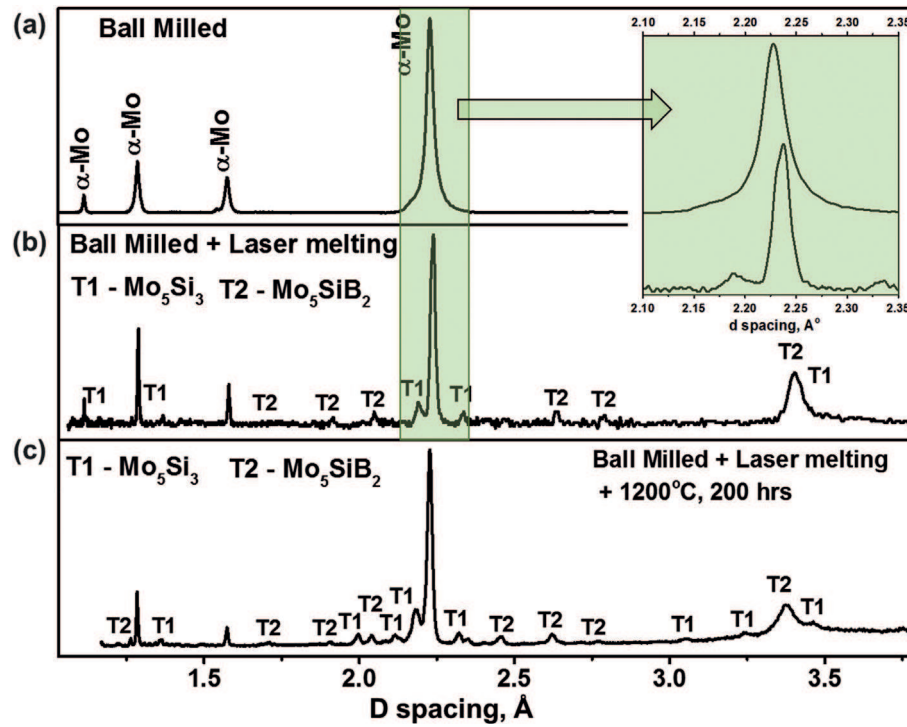 (a)
Ball Milled
α-Mo
α-Mo
α-Mo
α-Mo
2.10 2.15 2.20 2.25 2.30 2.35
2.10 2.15 2.20 2.25 2.30 2.35
d spacing, Å°
(b)
Ball Milled + Laser melting
T1 - Mo₅Si₃ T2 - Mo₅SiB₂
T1 T1 T2 T2 T2 T1 T1 T2 T2 T2 T1
(c)
T1 - Mo₅Si₃ T2 - Mo₅SiB₂
Ball Milled + Laser melting
+ 1200°C, 200 hrs
T2 T1 T2 T2 T1 T2 T1 T1 T1 T2 T2 T2 T1 T1 T2 T1
1.5 2.0 2.5 3.0 3.5
D spacing, Å